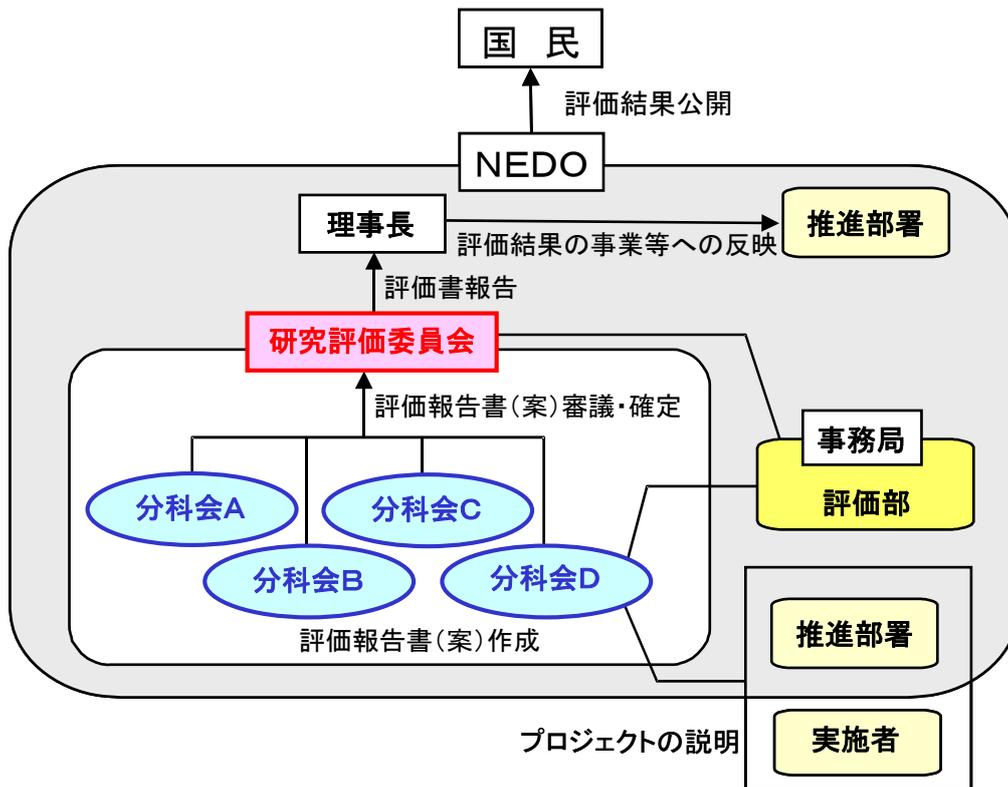 国　民
評価結果公開
NEDO
理事長
評価結果の事業等への反映
推進部署
評価書報告
研究評価委員会
評価報告書(案)審議・確定
事務局
評価部
分科会A
分科会C
分科会B
分科会D
評価報告書(案)作成
推進部署
プロジェクトの説明
実施者